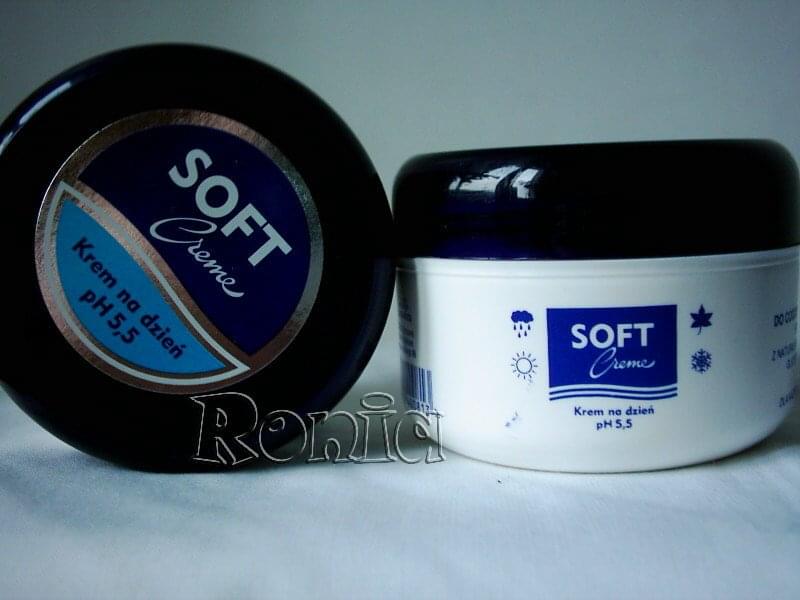 SOFT
Creme
Krem na dzień
pH 5,5
SOFT
Creme
Krem na dzień
pH 5,5
Ronia